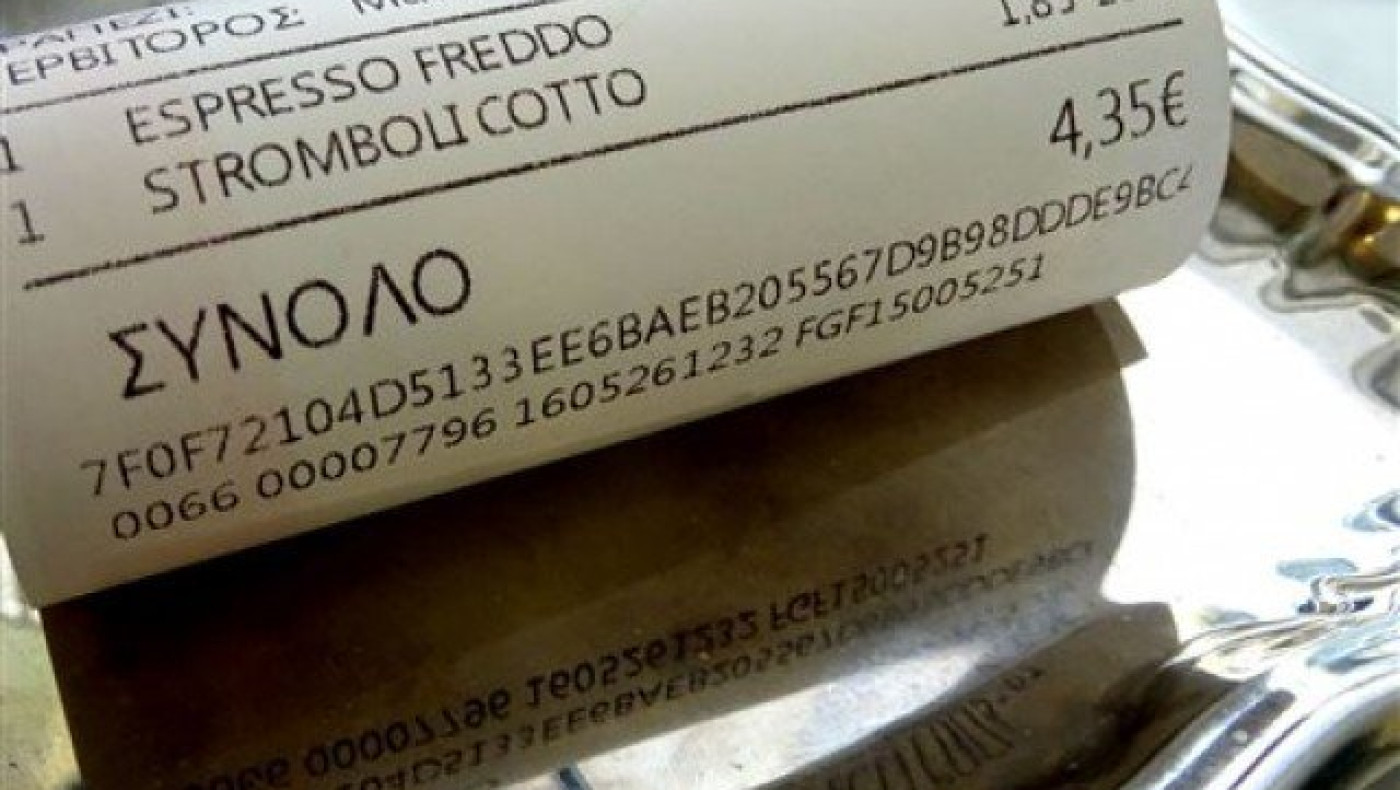 ΕΡΒΙΤΟΡΟΣ
1 ESPRESSO FREDDO
1 STROMBOLI COTTO
ΣΥΝΟΛΟ 4,35€
7F0F72104D5133EE6BAEB205567D9B98DDDE9BC
0066 00007796 1605261232 FGF15005251